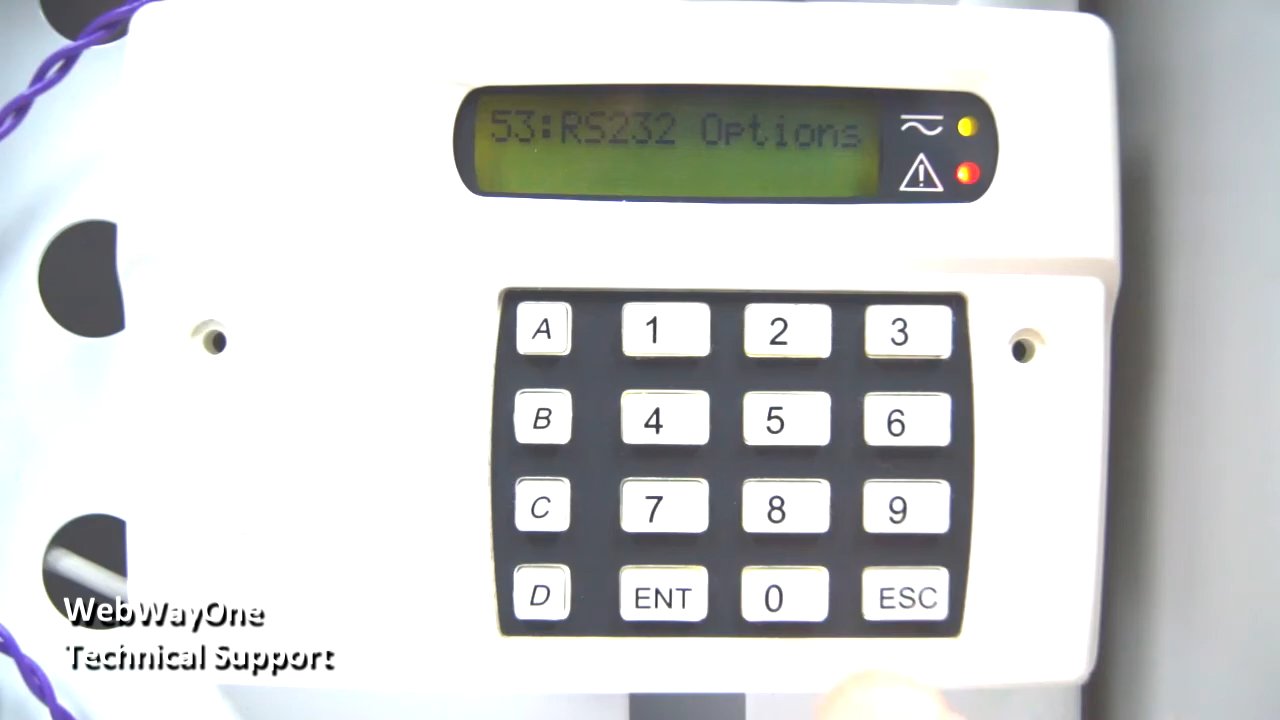 53:RS232 Options
A 1 2 3
B 4 5 6
C 7 8 9
D ENT 0 ESC
WebWayOne
Technical Support